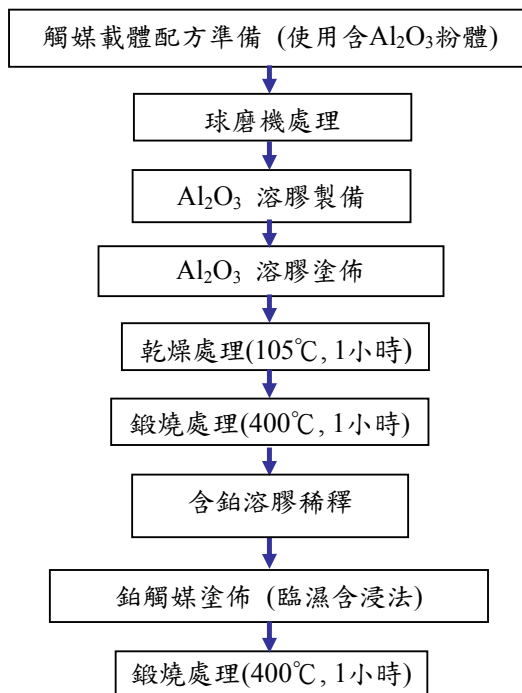 觸媒載體配方準備 (使用含Al₂O₃粉體)
球磨機處理
Al₂O₃ 溶膠製備
Al₂O₃ 溶膠塗佈
乾燥處理(105℃, 1小時)
鍛燒處理(400℃, 1小時)
含鉑溶膠稀釋
鉑觸媒塗佈 (臨濕含浸法)
鍛燒處理(400℃, 1小時)